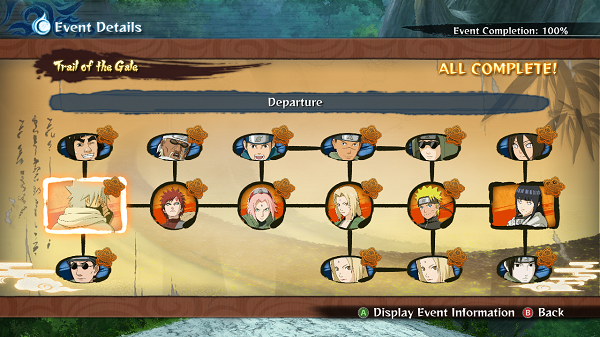 Event Details
Event Completion: 100%
Trail of the Gale
ALL COMPLETE!
Departure
A Display Event Information B Back